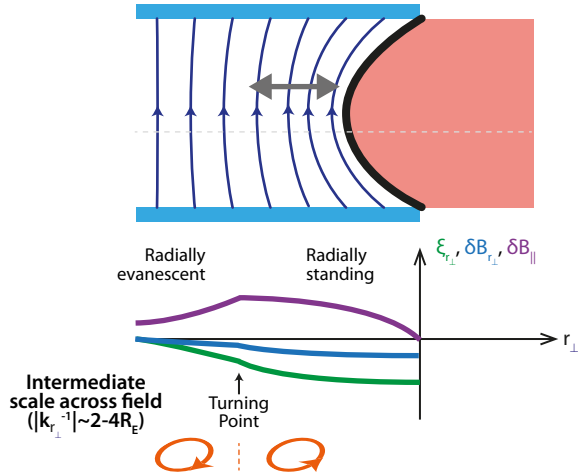 ξr⊥, δBr⊥, δB||
Radially
evanescent
Radially
standing
r⊥
Intermediate
scale across field
(|kr⊥⁻¹|~2-4RE)
Turning
Point